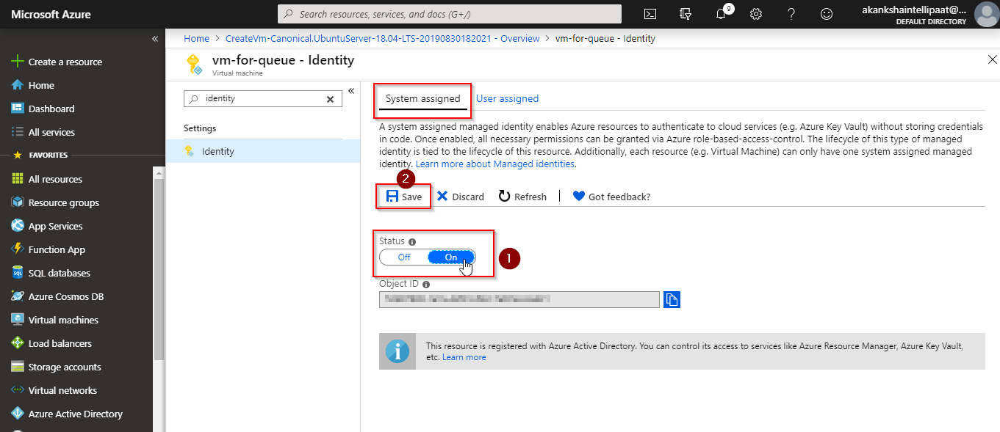 Microsoft Azure
Search resources, services, and docs (G+/)
9
akankshaintellipaat@...
DEFAULT DIRECTORY
«
Create a resource
Home
Dashboard
All services
FAVORITES
All resources
Resource groups
App Services
Function App
SQL databases
Azure Cosmos DB
Virtual machines
Load balancers
Storage accounts
Virtual networks
Azure Active Directory
Home > CreateVm-Canonical.UbuntuServer-18.04-LTS-20190830182021 - Overview > vm-for-queue - Identity
vm-for-queue - Identity
Virtual machine
identity
«
Settings
Identity
System assigned
User assigned
A system assigned managed identity enables Azure resources to authenticate to cloud services (e.g. Azure Key Vault) without storing credentials
in code. Once enabled, all necessary permissions can be granted via Azure role-based-access-control. The lifecycle of this type of managed
identity is tied to the lifecycle of this resource. Additionally, each resource (e.g. Virtual Machine) can only have one system assigned managed
identity. Learn more about Managed identities.
2
Save
Discard
Refresh
Got feedback?
Status
Off
On
1
Object ID
This resource is registered with Azure Active Directory. You can control its access to services like Azure Resource Manager, Azure Key Vault,
etc. Learn more